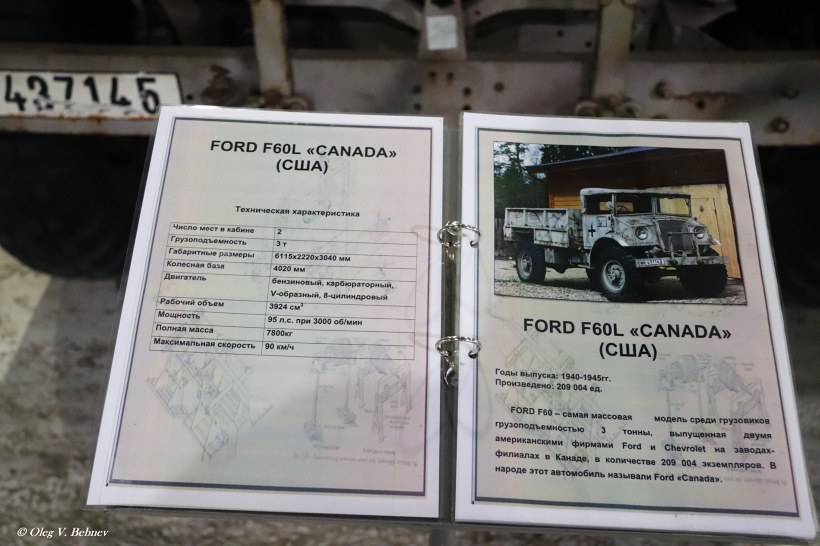 437145
FORD F60L «CANADA»
(США)
Техническая характеристика
Число мест в кабине 2
Грузоподъемность 3 т
Габаритные размеры 6115х2220х3040 мм
Колесная база 4020 мм
Двигатель бензиновый, карбюраторный,
V-образный, 8-цилиндровый
Рабочий объем 3924 см³
Мощность 95 л.с. при 3000 об/мин
Полная масса 7800кг
Максимальная скорость 90 км/ч
FORD F60L «CANADA»
(США)
Годы выпуска: 1940-1945гг.
Произведено: 209 004 ед.
FORD F60 – самая массовая модель среди грузовиков
грузоподъемностью 3 тонны, выпущенная двумя
американскими фирмами Ford и Chevrolet на заводах-
филиалах в Канаде, в количестве 209 004 экземпляров. В
народе этот автомобиль называли Ford «Canada».
© Oleg V. Bebnev